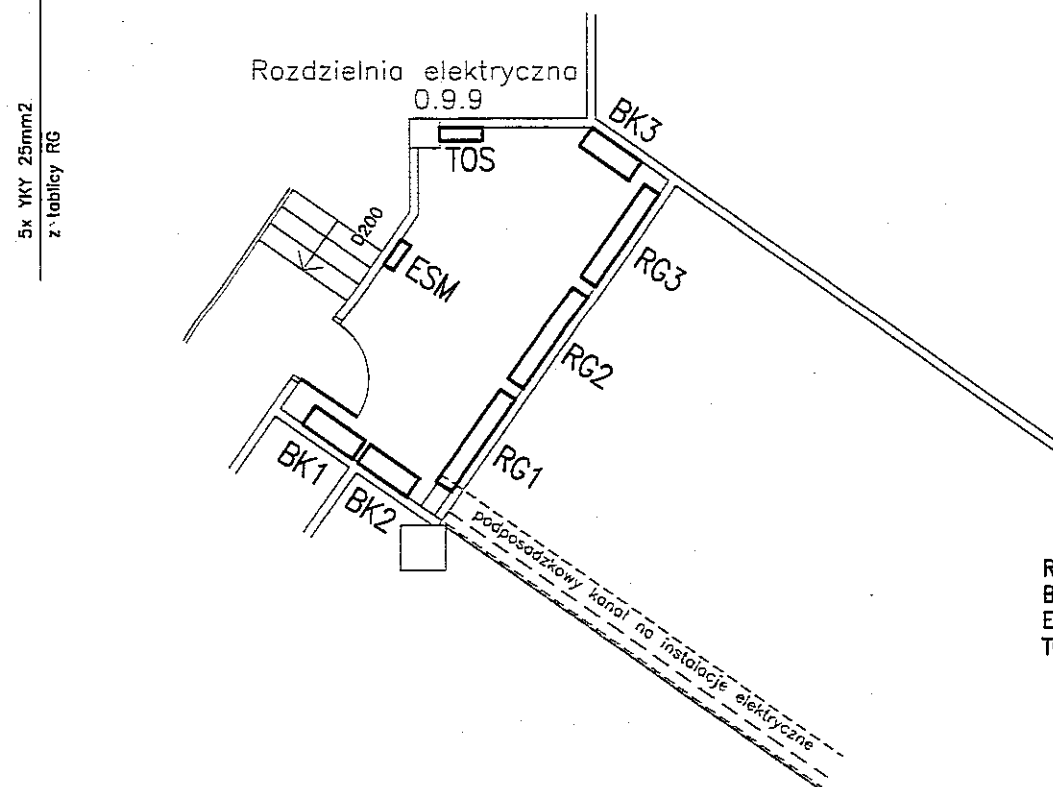 5x YKY 25mm2
z tablicy RG
Rozdzielnia elektryczna
0.9.9
TOS
BK3
D200
ESM
RG3
RG2
RG1
BK1
BK2
podposadzkowy kanał na instalacje elektryczne
R
B
E